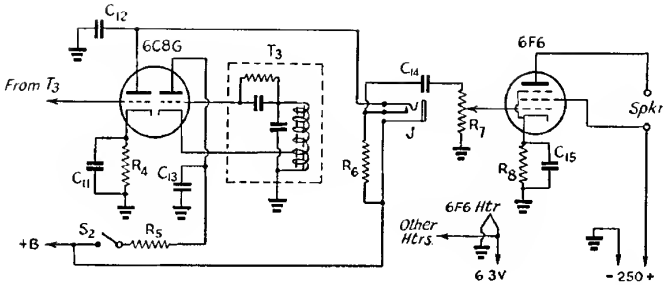 C12
6C8G
T3
From T3
C11
R4
C13
S2
R5
+B
C14
R6
J
R7
6F6
Spkr
R8
C15
6F6 Htr
Other
Htrs.
6 3V
- 250 +